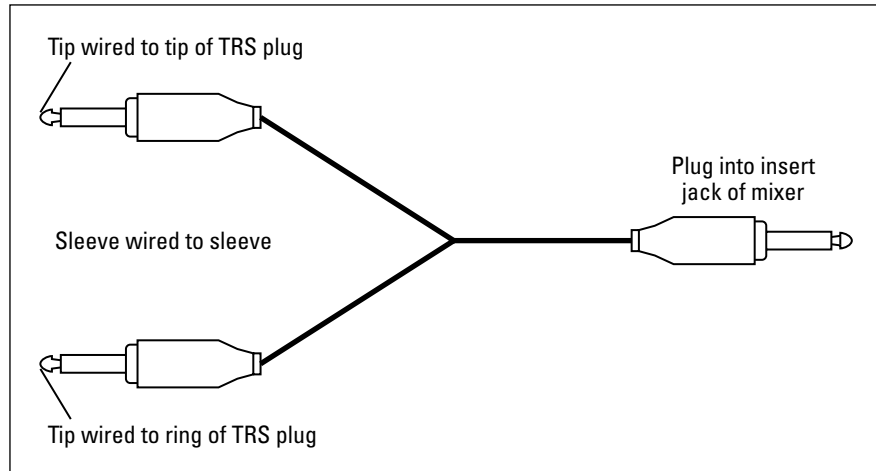 Tip wired to tip of TRS plug
Plug into insert
jack of mixer
Sleeve wired to sleeve
Tip wired to ring of TRS plug